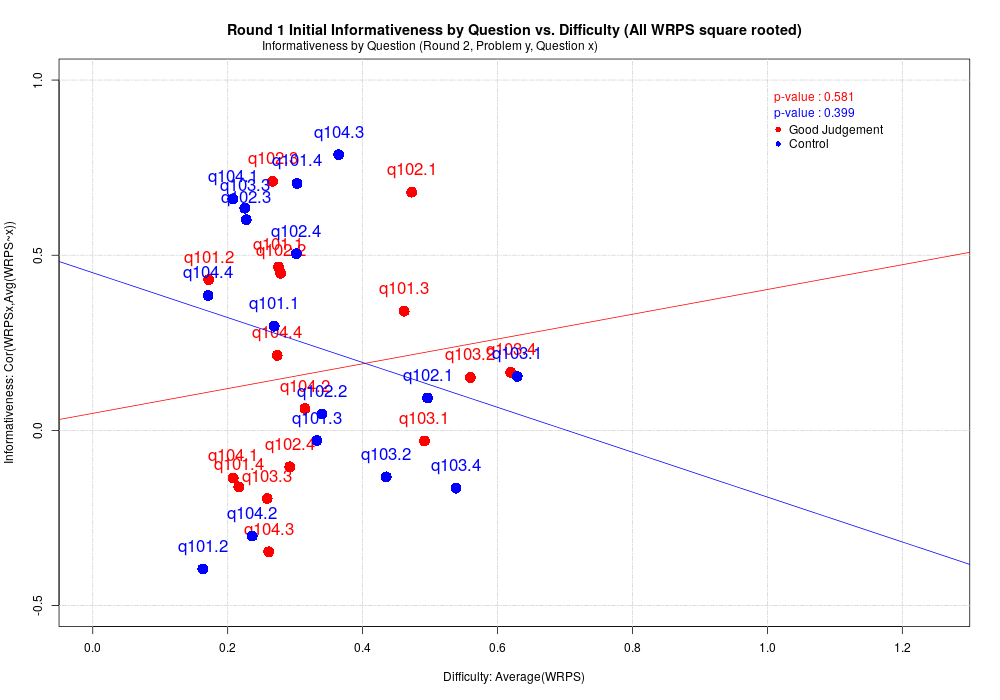 Round 1 Initial Informativeness by Question vs. Difficulty (All WRPS square rooted)
Informativeness by Question (Round 2, Problem y, Question x)
p-value : 0.581
p-value : 0.399
Good Judgement
Control
q104.3
q102.3
q101.4
q102.1
q104.1
q103.3
q102.3
q102.4
q101.1
q102.2
q101.2
q104.4
q101.3
q101.1
q104.4
q103.2
q103.4
q103.1
q102.1
q104.2
q102.2
q101.3
q103.1
q102.4
q104.1
q101.4
q103.3
q103.2
q103.4
q104.2
q104.3
q101.2
1.0
0.5
0.0
-0.5
Informativeness: Cor(WRPSx,Avg(WRPS~x))
0.0 0.2 0.4 0.6 0.8 1.0 1.2
Difficulty: Average(WRPS)